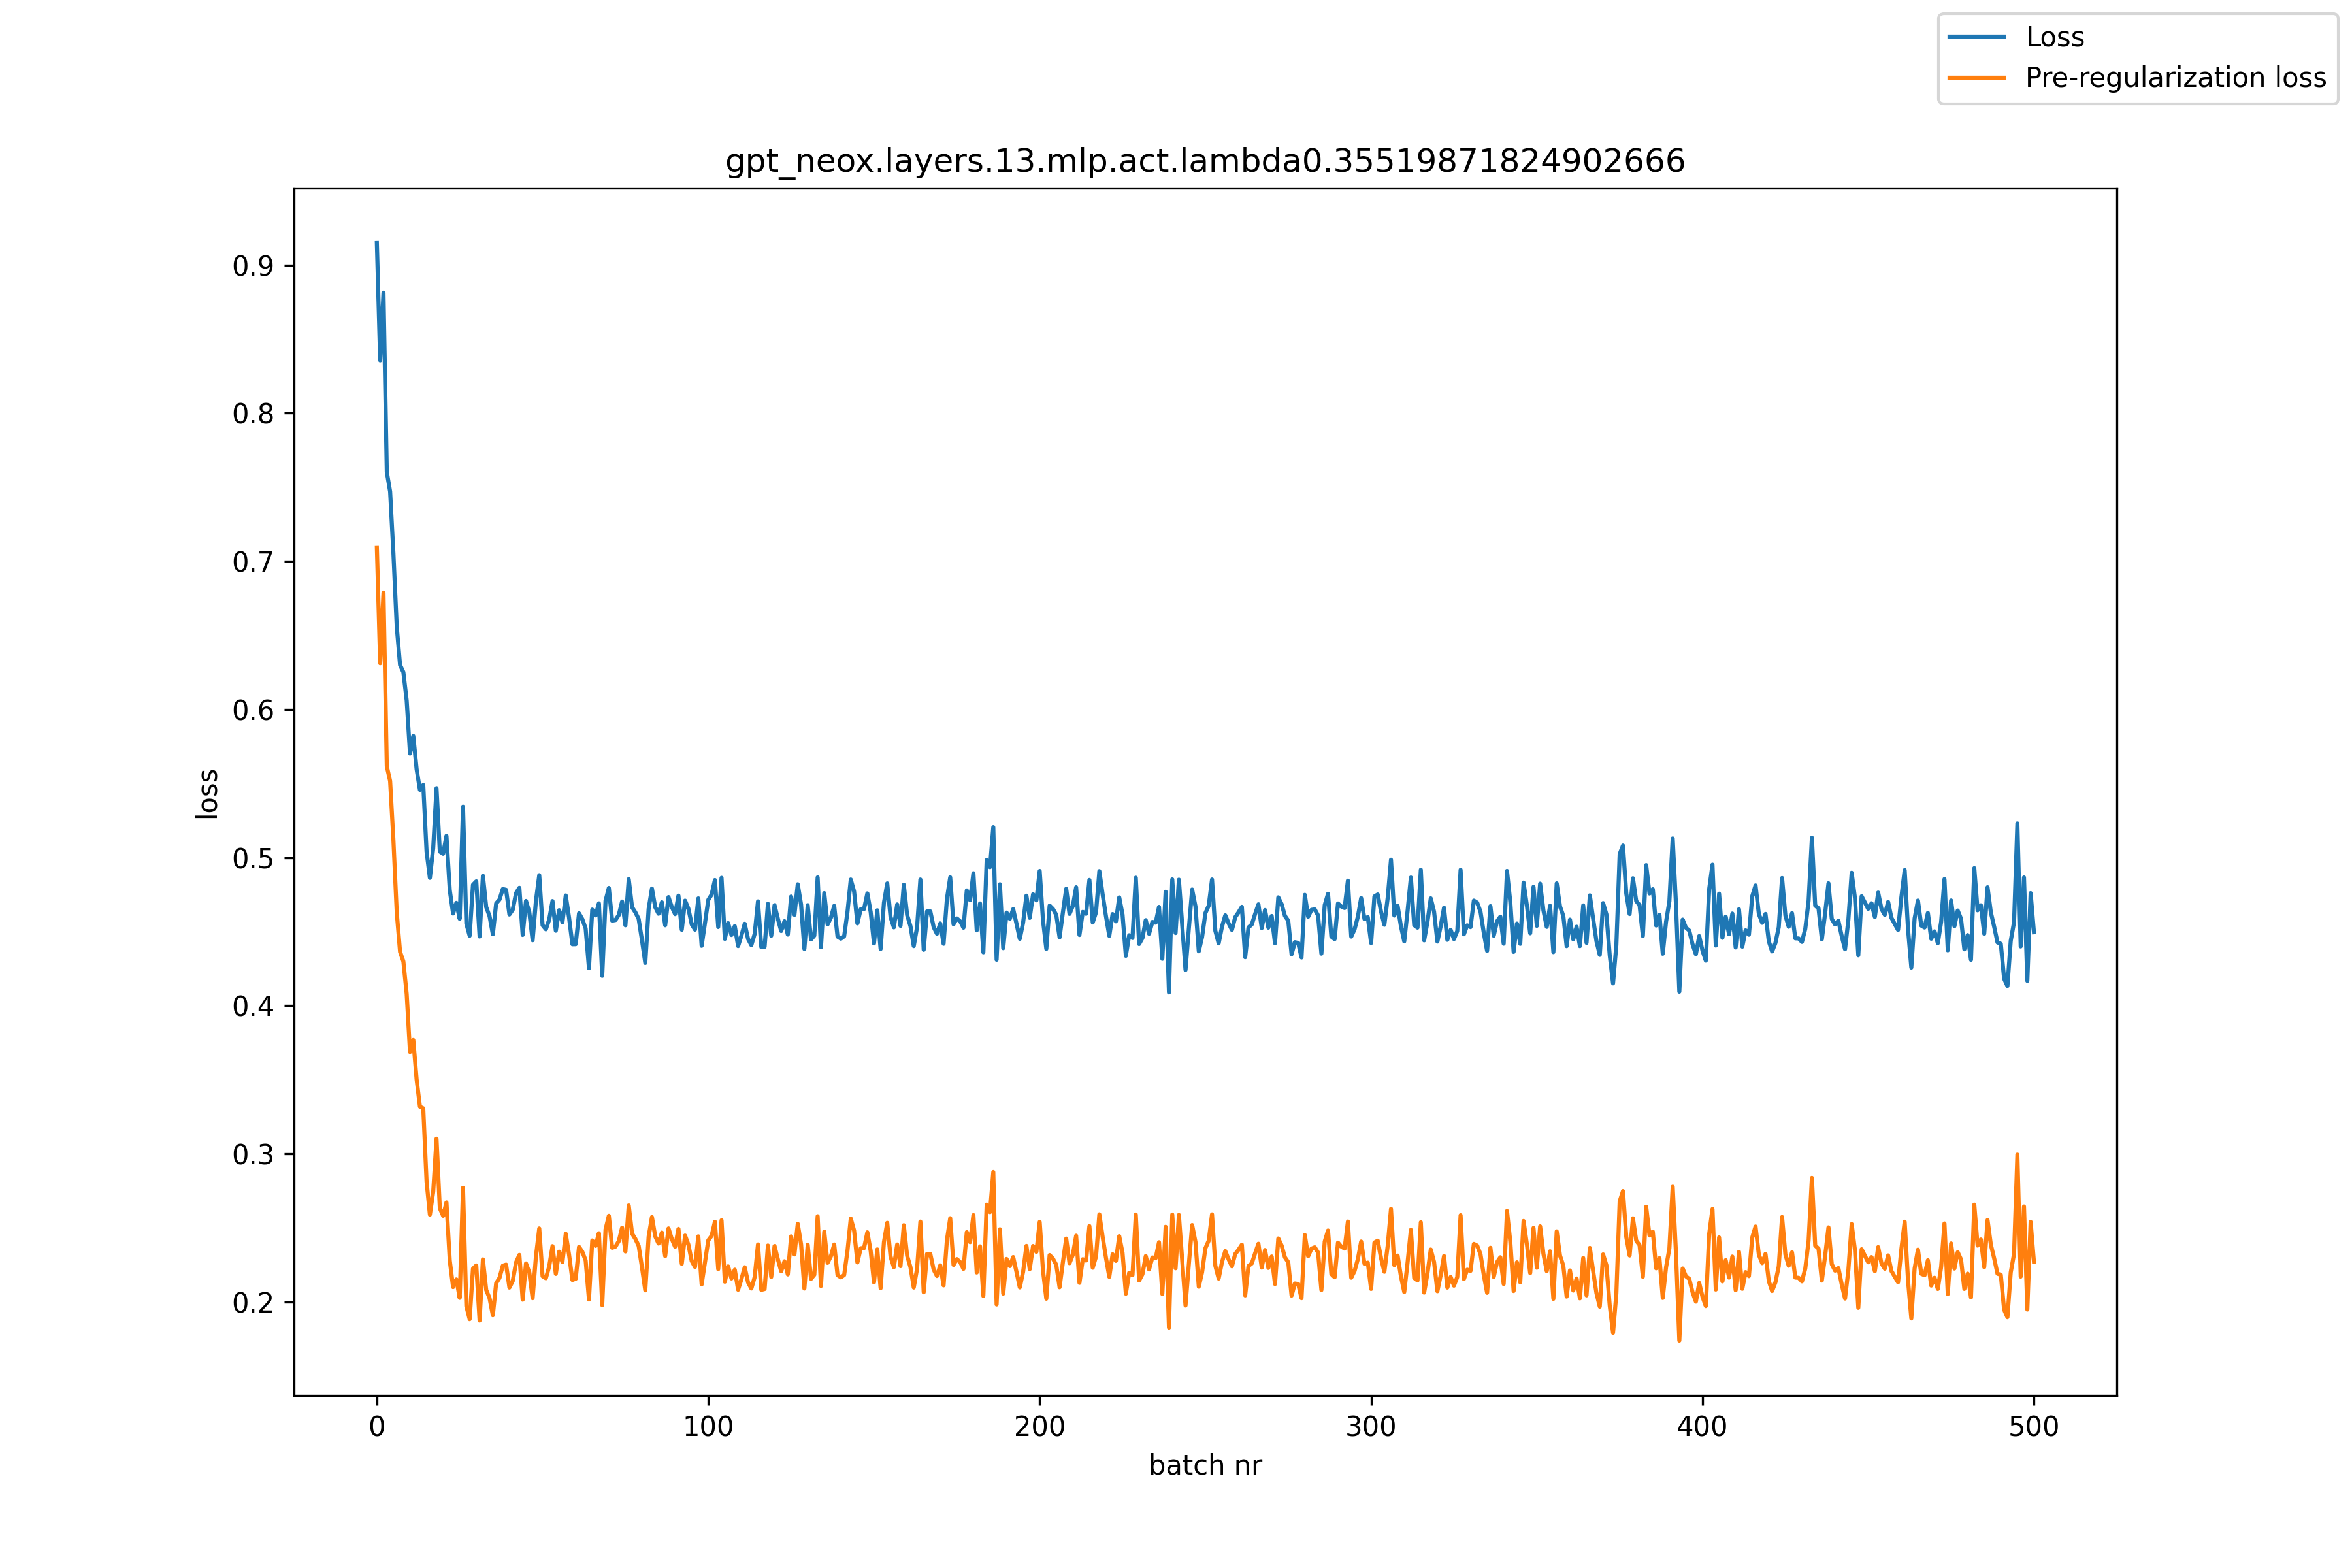 Loss
Pre-regularization loss
gpt_neox.layers.13.mlp.act.lambda0.35519871824902666
0.9
0.8
0.7
0.6
0.5
0.4
0.3
0.2
loss
0 100 200 300 400 500
batch nr